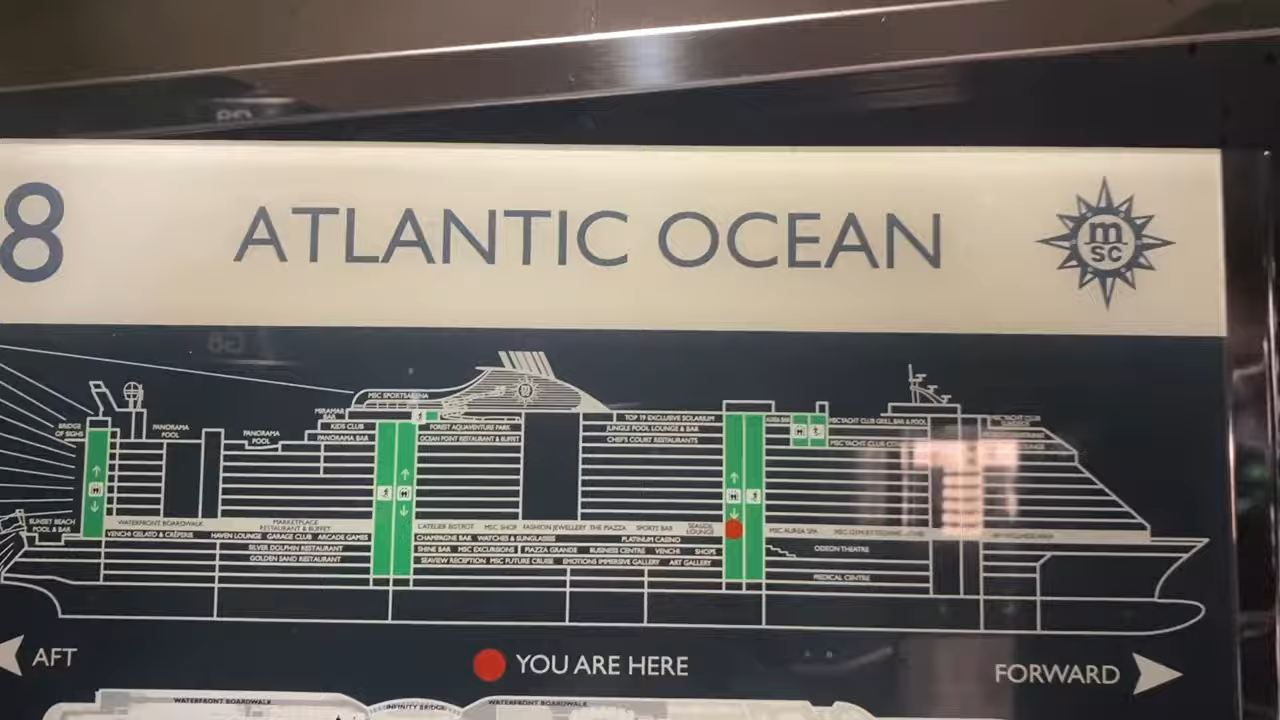 8 ATLANTIC OCEAN
m
SC
MSC SPORTSARENA
MIRAMAR
BAR
KIDS CLUB
PANORAMA BAR
BRIDGE
OF SIGHS
PANORAMA
POOL
PANORAMA
POOL
FOREST AQUAVENTURE PARK
OCEAN POINT RESTAURANT & BUFFET
TOP 19 EXCLUSIVE SOLARIUM
JUNGLE POOL LOUNGE & BAR
CHEF'S COURT RESTAURANTS
MSC YACHT CLUB GRILL, BAR & POOL
MSC YACHT CLUB
SUNSET BEACH
POOL & BAR
WATERFRONT BOARDWALK
MARKETPLACE
RESTAURANT & BUFFET
VENCHI GELATO & CRÊPERIE
HAVEN LOUNGE GARAGE CLUB ARCADE GAMES
SILVER DOLPHIN RESTAURANT
GOLDEN SAND RESTAURANT
L'ATELIER BISTROT MSC SHOP FASHION JEWELLERY THE PIAZZA SPORTS BAR
SEASIDE
LOUNGE
CHAMPAGNE BAR WATCHES & SUNGLASSES PLATINUM CASINO
SHINE BAR MSC EXCURSIONS PIAZZA GRANDE BUSINESS CENTRE VENCHI SHOPS
SEAVIEW RECEPTION MSC FUTURE CRUISE EMOTIONS IMMERSIVE GALLERY ART GALLERY
MSC AUREA SPA
ODEON THEATRE
MEDICAL CENTRE
AFT
YOU ARE HERE
FORWARD
WATERFRONT BOARDWALK
INFINITY BRIDGE
WATERFRONT BOARDWALK